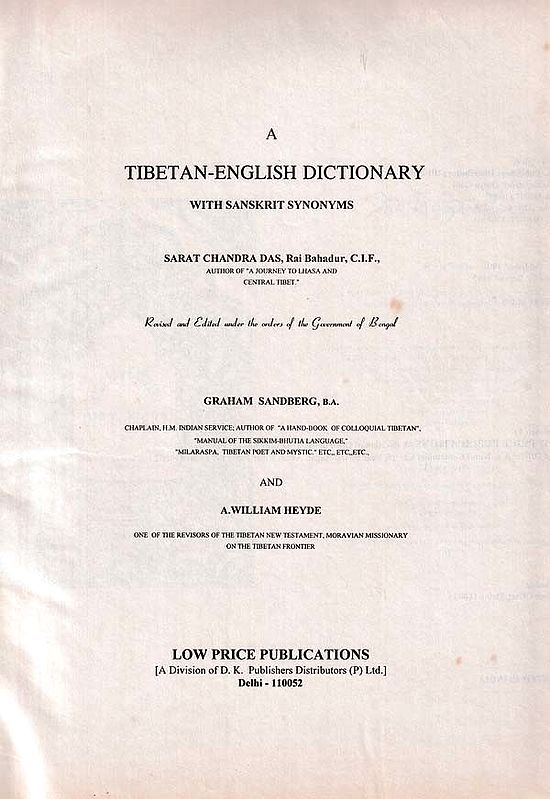 A
TIBETAN-ENGLISH DICTIONARY
WITH SANSKRIT SYNONYMS
SARAT CHANDRA DAS, Rai Bahadur, C.I.F.,
AUTHOR OF "A JOURNEY TO LHASA AND
CENTRAL TIBET."
Revised and Edited under the orders of the Government of Bengal
GRAHAM SANDBERG, B.A.
CHAPLAIN, H.M. INDIAN SERVICE; AUTHOR OF "A HAND-BOOK OF COLLOQUIAL TIBETAN",
"MANUAL OF THE SIKKIM-BHUTIA LANGUAGE,"
"MILARASPA, TIBETAN POET AND MYSTIC." ETC,, ETC,,ETC.,
AND
A.WILLIAM HEYDE
ONE OF THE REVISORS OF THE TIBETAN NEW TESTAMENT, MORAVIAN MISSIONARY
ON THE TIBETAN FRONTIER
LOW PRICE PUBLICATIONS
[A Division of D. K. Publishers Distributors (P) Ltd.]
Delhi - 110052